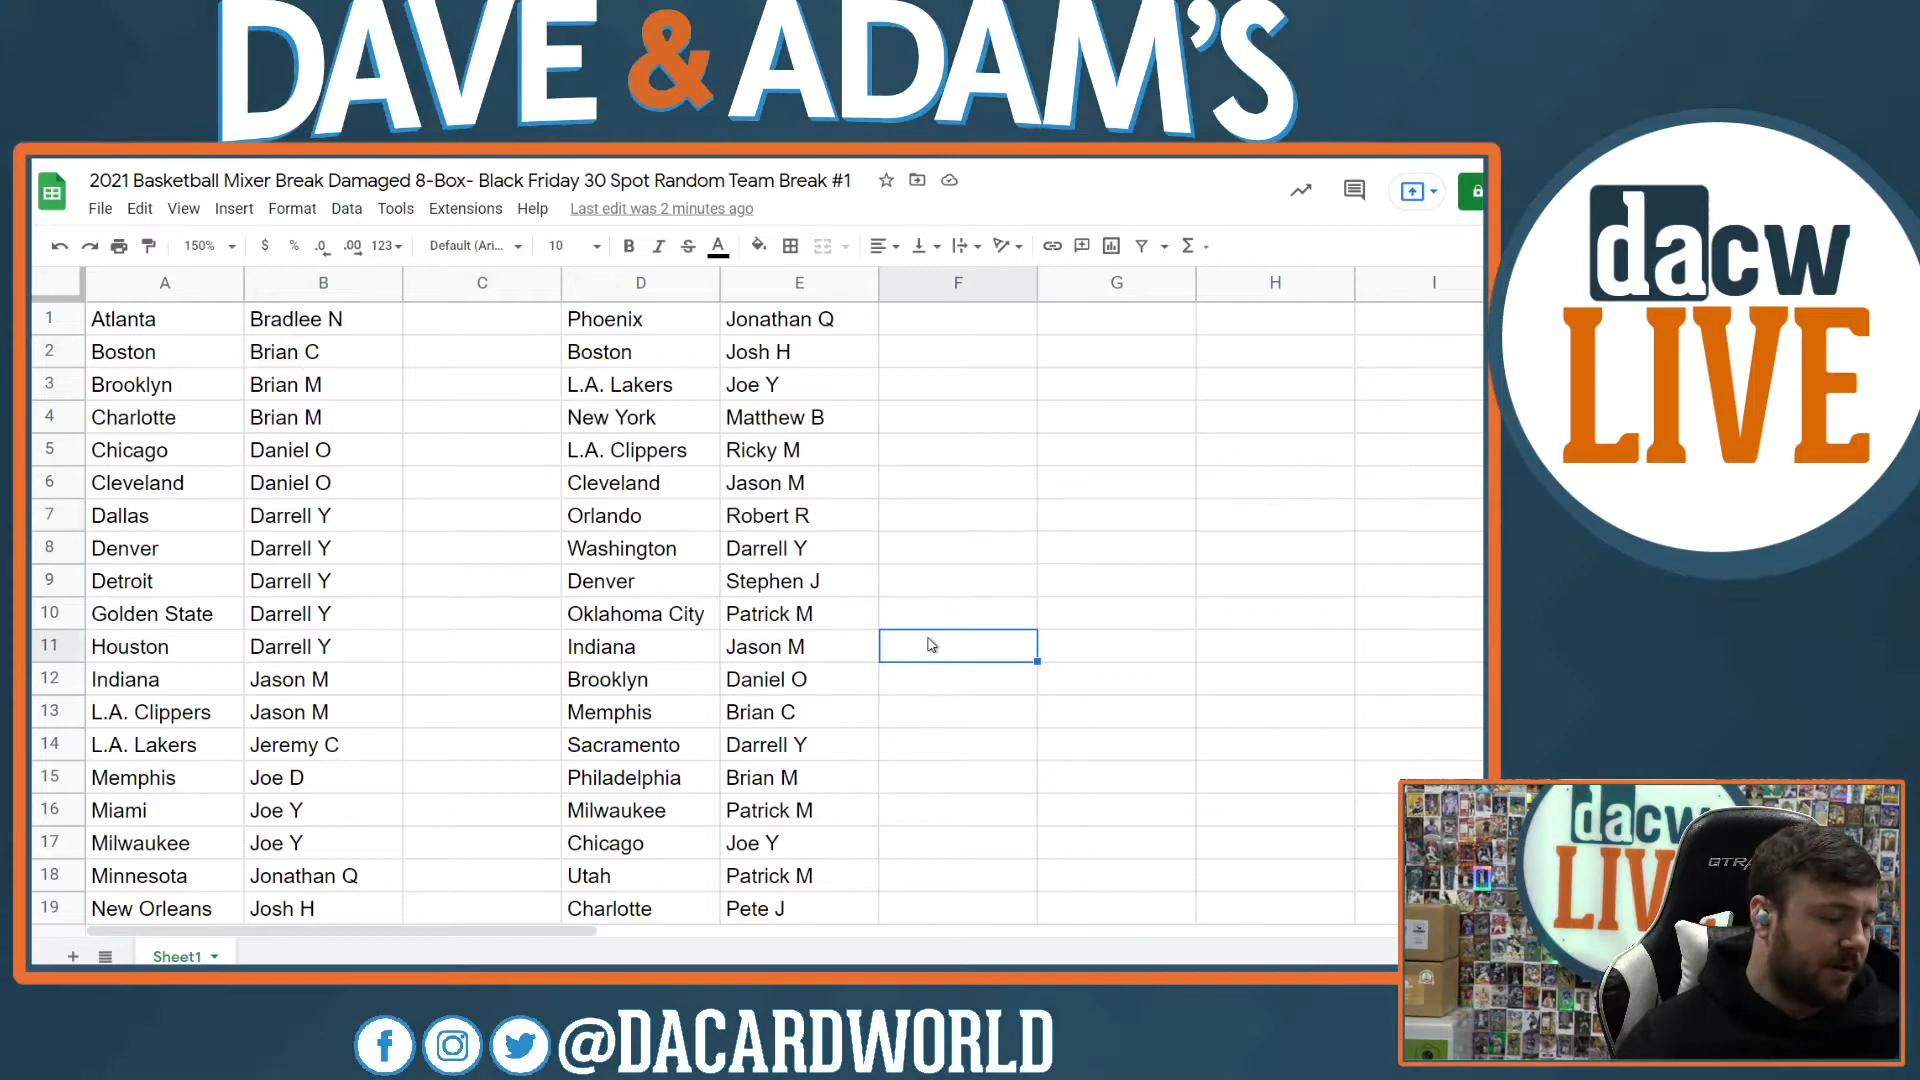 DAVE & ADAM'S
2021 Basketball Mixer Break Damaged 8-Box- Black Friday 30 Spot Random Team Break #1
File Edit View Insert Format Data Tools Extensions Help Last edit was 2 minutes ago
150% $ % .0 .00 123 Default (Ari... 10 B I S A
A B C D E F G H I
1 Atlanta Bradlee N Phoenix Jonathan Q
2 Boston Brian C Boston Josh H
3 Brooklyn Brian M L.A. Lakers Joe Y
4 Charlotte Brian M New York Matthew B
5 Chicago Daniel O L.A. Clippers Ricky M
6 Cleveland Daniel O Cleveland Jason M
7 Dallas Darrell Y Orlando Robert R
8 Denver Darrell Y Washington Darrell Y
9 Detroit Darrell Y Denver Stephen J
10 Golden State Darrell Y Oklahoma City Patrick M
11 Houston Darrell Y Indiana Jason M
12 Indiana Jason M Brooklyn Daniel O
13 L.A. Clippers Jason M Memphis Brian C
14 L.A. Lakers Jeremy C Sacramento Darrell Y
15 Memphis Joe D Philadelphia Brian M
16 Miami Joe Y Milwaukee Patrick M
17 Milwaukee Joe Y Chicago Joe Y
18 Minnesota Jonathan Q Utah Patrick M
19 New Orleans Josh H Charlotte Pete J
Sheet1
dacw
LIVE
dacw
LIV
@DACARDWORLD